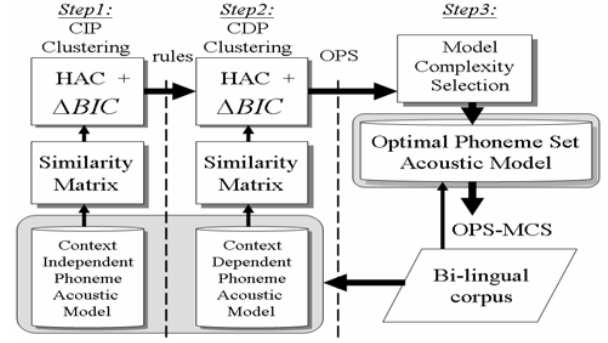 Step1:
CIP
Clustering
HAC +
ΔBIC
Similarity
Matrix
Context
Independent
Phoneme
Acoustic
Model
rules
Step2:
CDP
Clustering
HAC +
ΔBIC
Similarity
Matrix
Context
Dependent
Phoneme
Acoustic
Model
OPS
Step3:
Model
Complexity
Selection
Optimal Phoneme Set
Acoustic Model
OPS-MCS
Bi-lingual
corpus